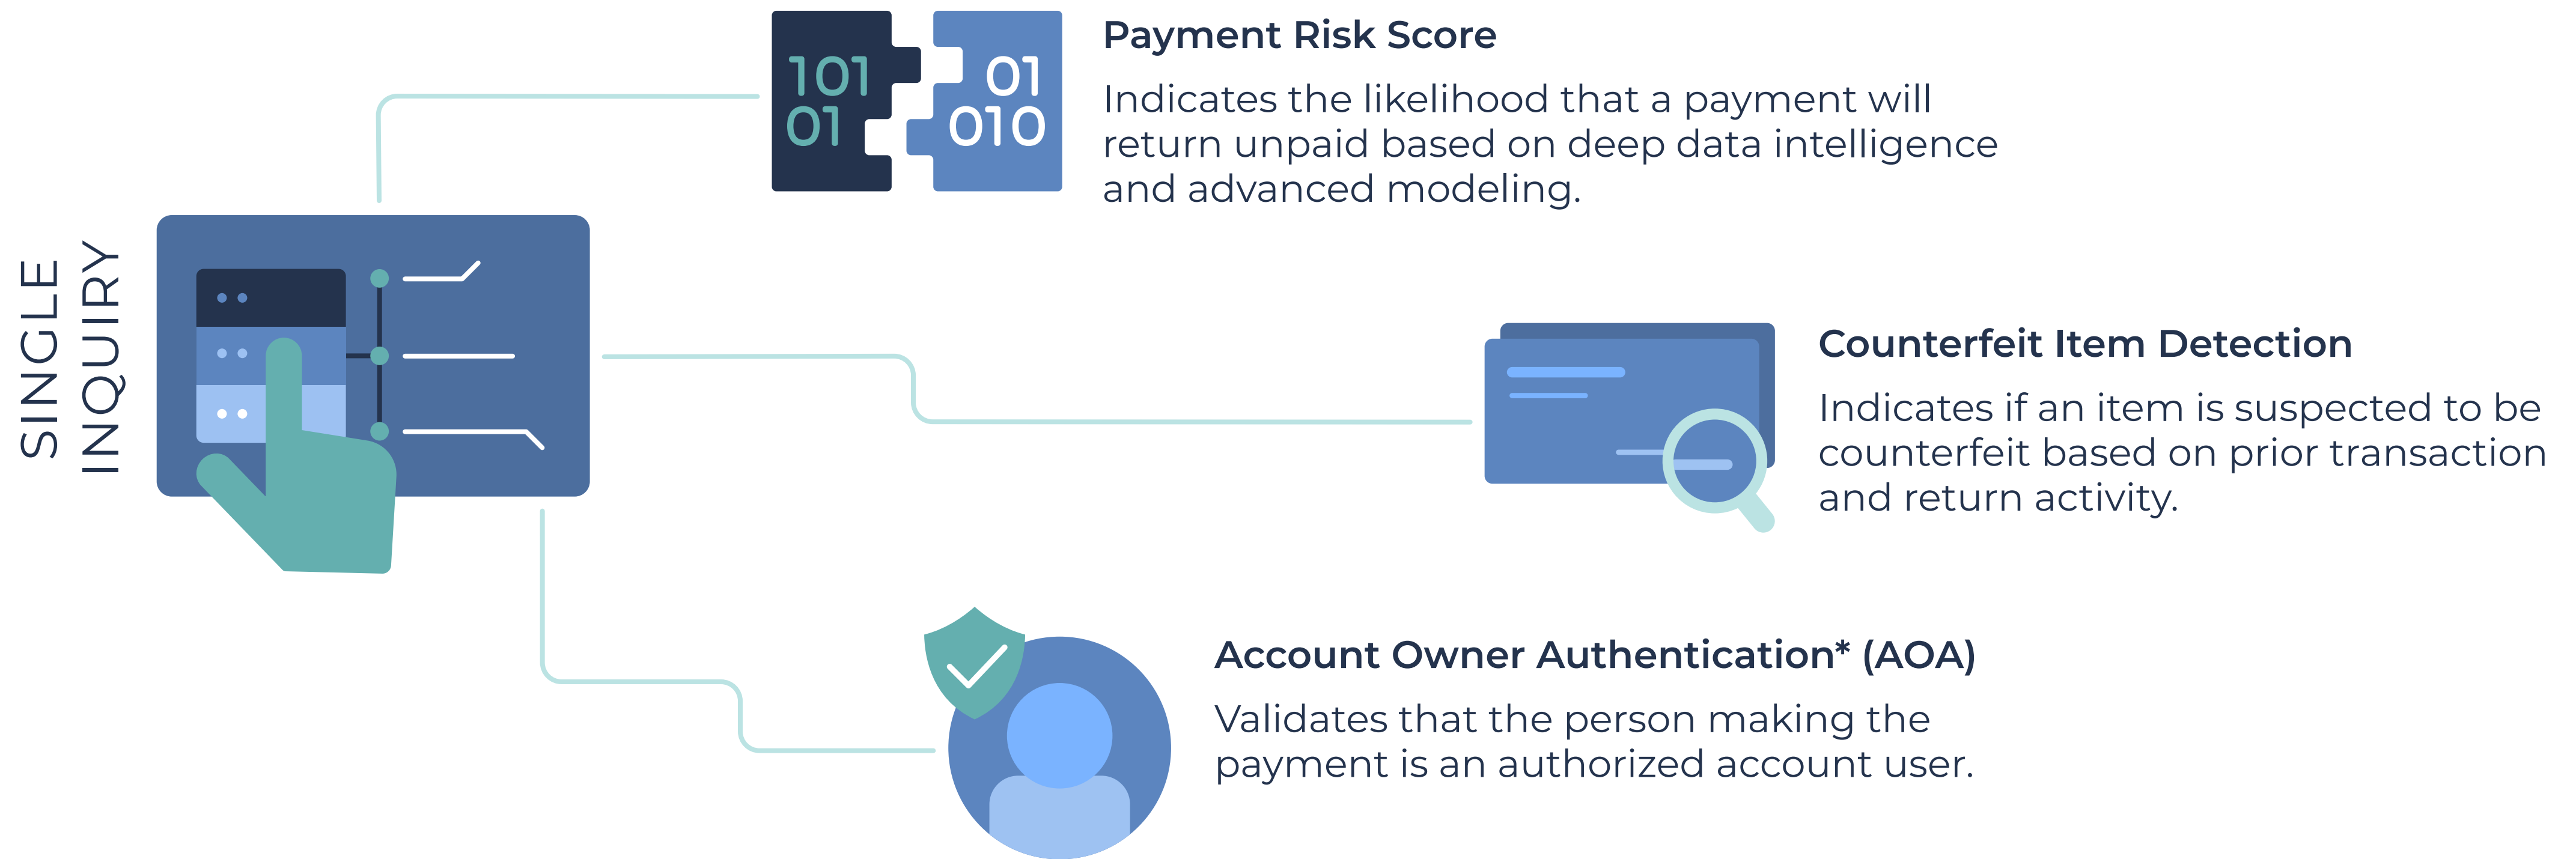 SINGLE
INQUIRY
101
01
01
010
Payment Risk Score
Indicates the likelihood that a payment will
return unpaid based on deep data intelligence
and advanced modeling.
Counterfeit Item Detection
Indicates if an item is suspected to be
counterfeit based on prior transaction
and return activity.
Account Owner Authentication* (AOA)
Validates that the person making the
payment is an authorized account user.